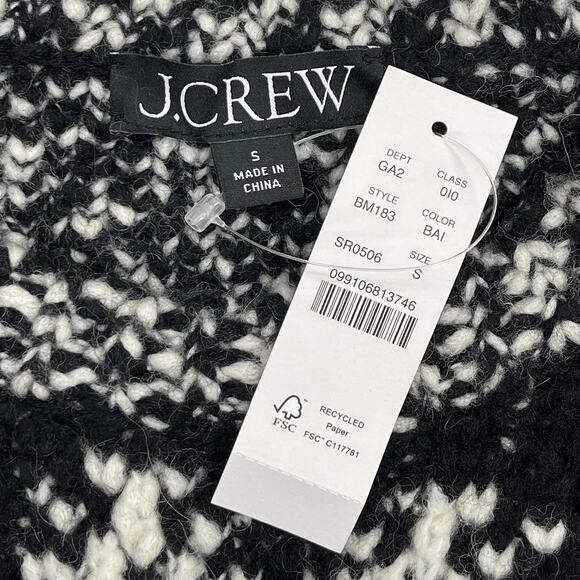 J.CREW
S
MADE IN
CHINA
DEPT CLASS
GA2 0I0
STYLE COLOR
BM183 BAI
SR0506 SIZE
S
099106813746
FSC
RECYCLED
Paper
FSC™ C117781